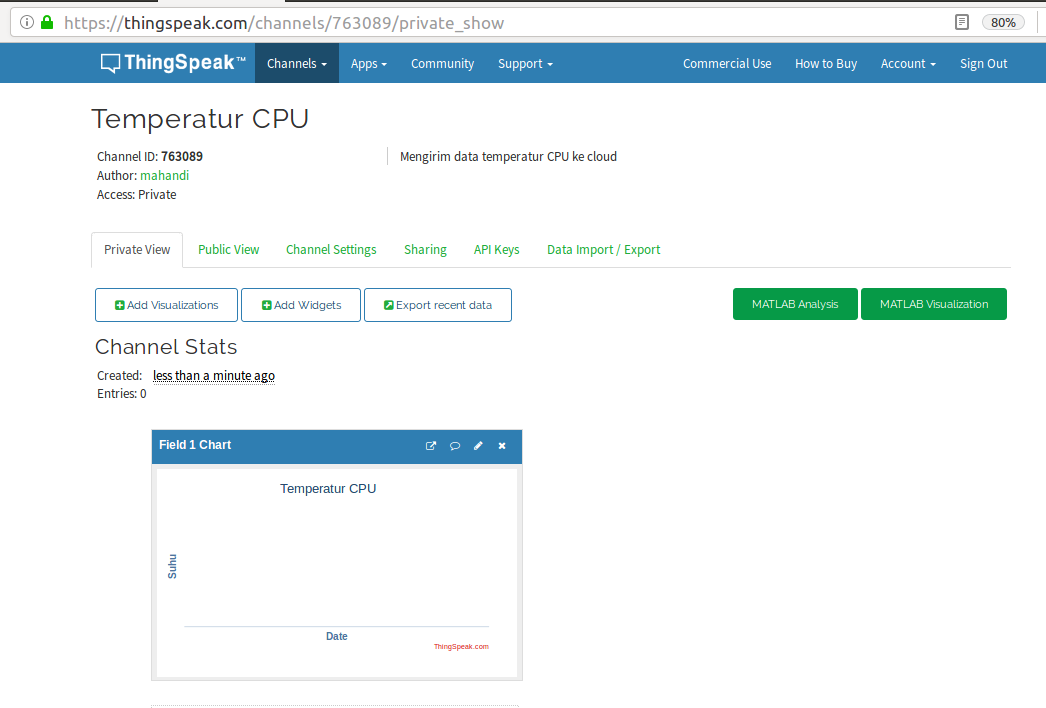 https://thingspeak.com/channels/763089/private_show 80%
ThingSpeak™ Channels Apps Community Support Commercial Use How to Buy Account Sign Out
Temperatur CPU
Channel ID: 763089
Mengirim data temperatur CPU ke cloud
Author: mahandi
Access: Private
Private View Public View Channel Settings Sharing API Keys Data Import / Export
Add Visualizations Add Widgets Export recent data MATLAB Analysis MATLAB Visualization
Channel Stats
Created: less than a minute ago
Entries: 0
Field 1 Chart
Temperatur CPU
Suhu
Date
ThingSpeak.com